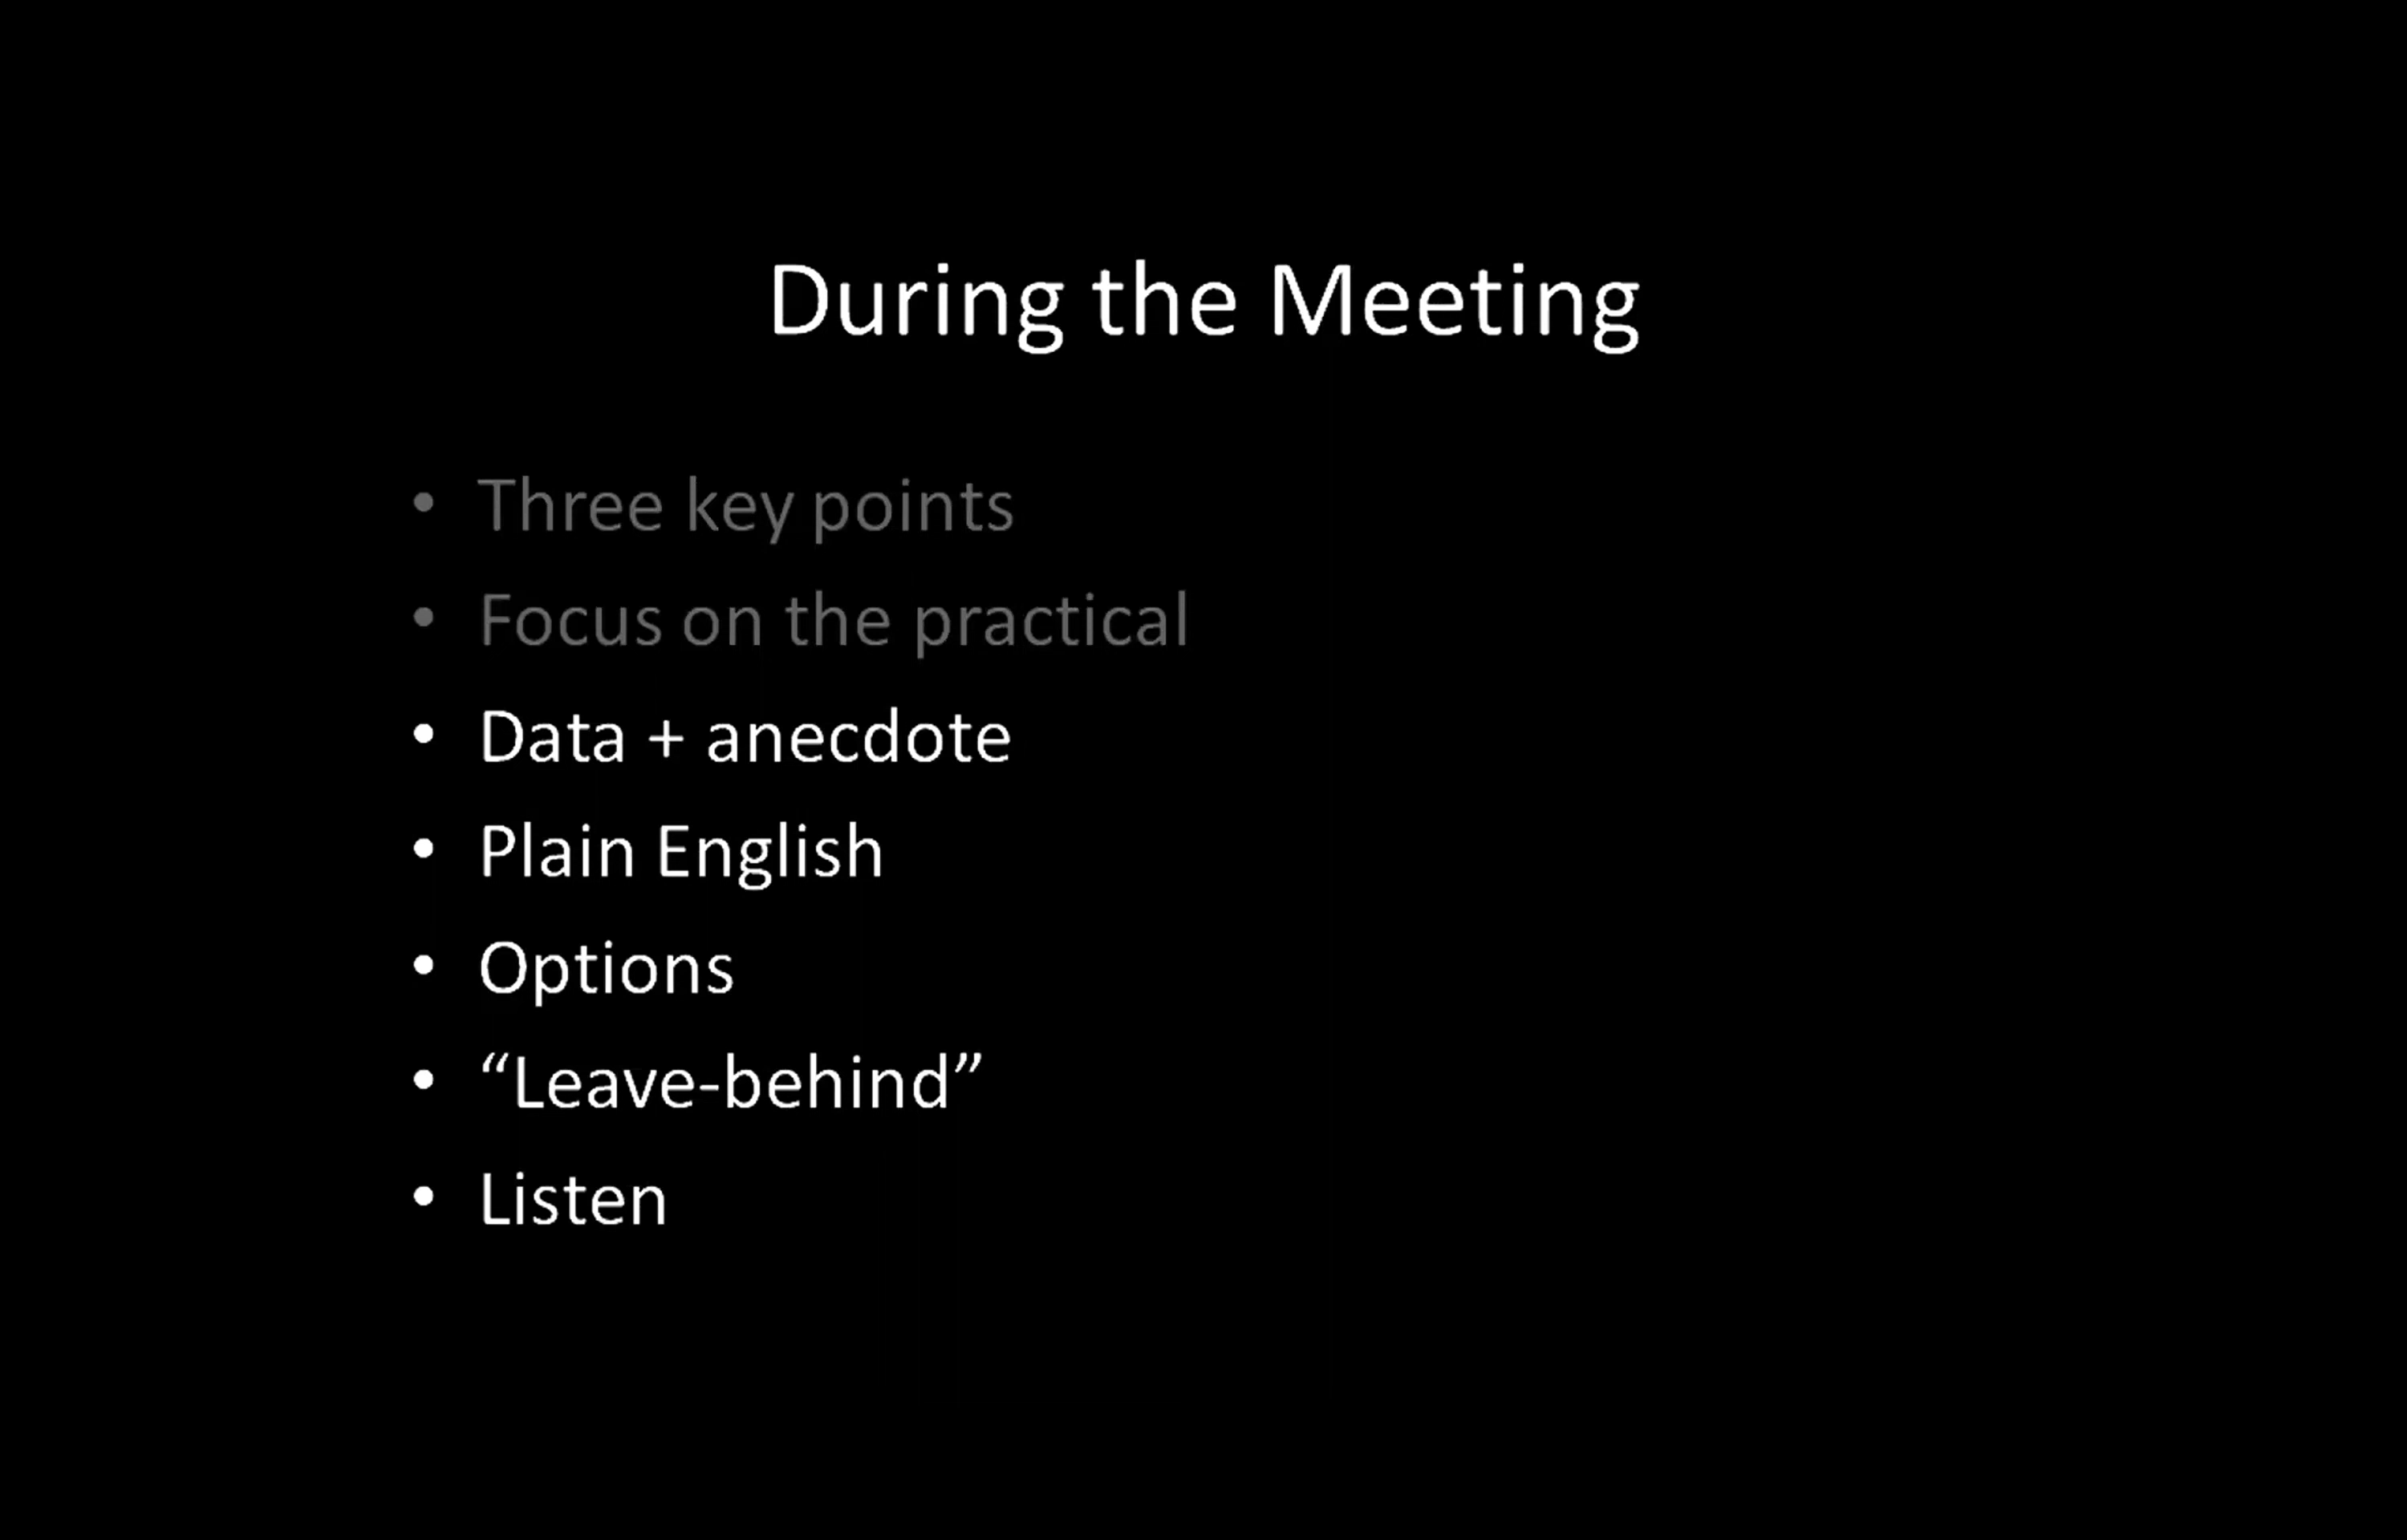 During the Meeting
• Three key points
• Focus on the practical
• Data + anecdote
• Plain English
• Options
• “Leave-behind”
• Listen